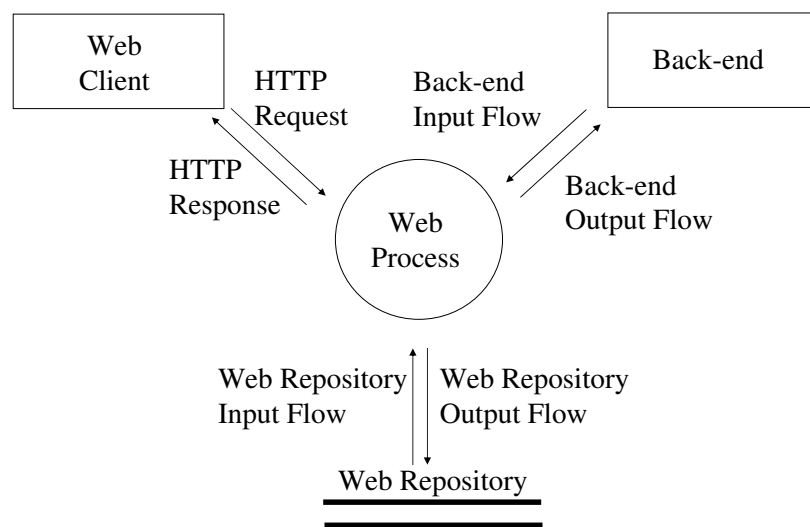 Web
Client
Back-end
HTTP
Request
Back-end
Input Flow
HTTP
Response
Back-end
Output Flow
Web
Process
Web Repository
Input Flow
Web Repository
Output Flow
Web Repository